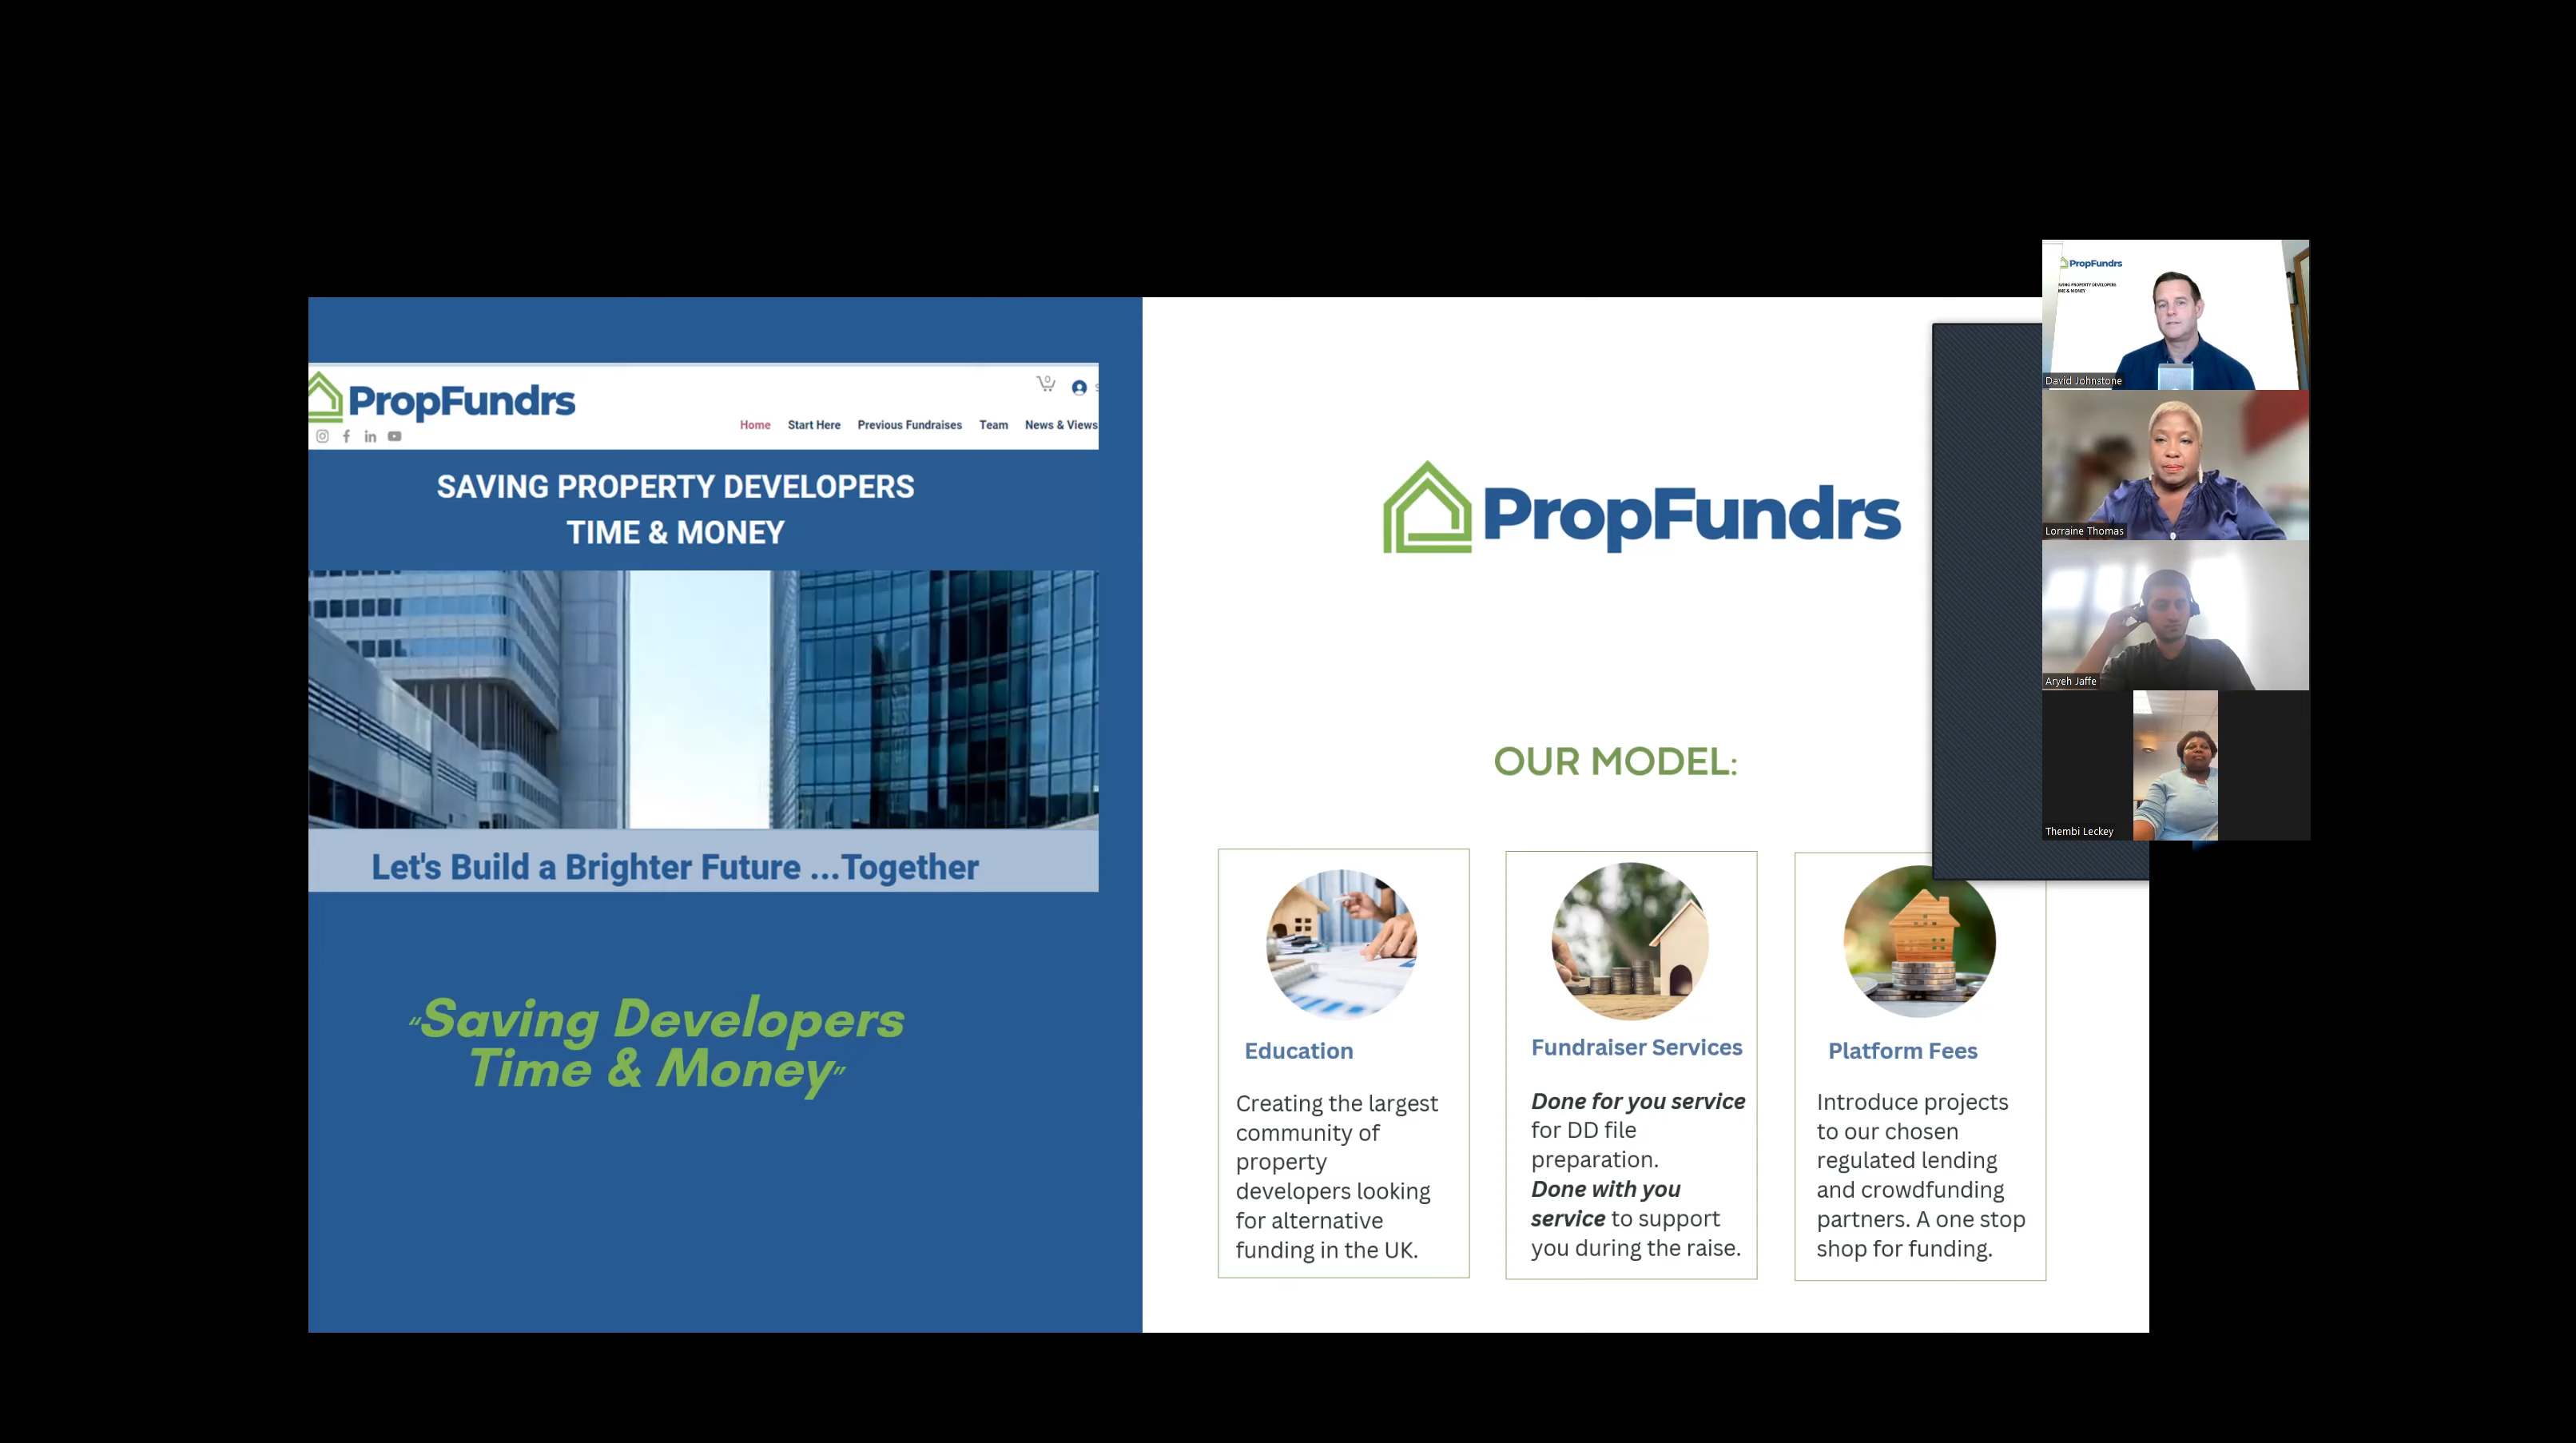 PropFundrs
0
Home Start Here Previous Fundraises Team News & Views
SAVING PROPERTY DEVELOPERS
TIME & MONEY
Let's Build a Brighter Future ...Together
“Saving Developers
Time & Money”
PropFundrs
OUR MODEL:
Education
Creating the largest
community of
property
developers looking
for alternative
funding in the UK.
Fundraiser Services
Done for you service
for DD file
preparation.
Done with you
service to support
you during the raise.
Platform Fees
Introduce projects
to our chosen
regulated lending
and crowdfunding
partners. A one stop
shop for funding.
PropFundrs
PROPERTY DEVELOPERS
& MONEY
David Johnstone
Lorraine Thomas
Aryeh Jaffe
Thembi Leckey